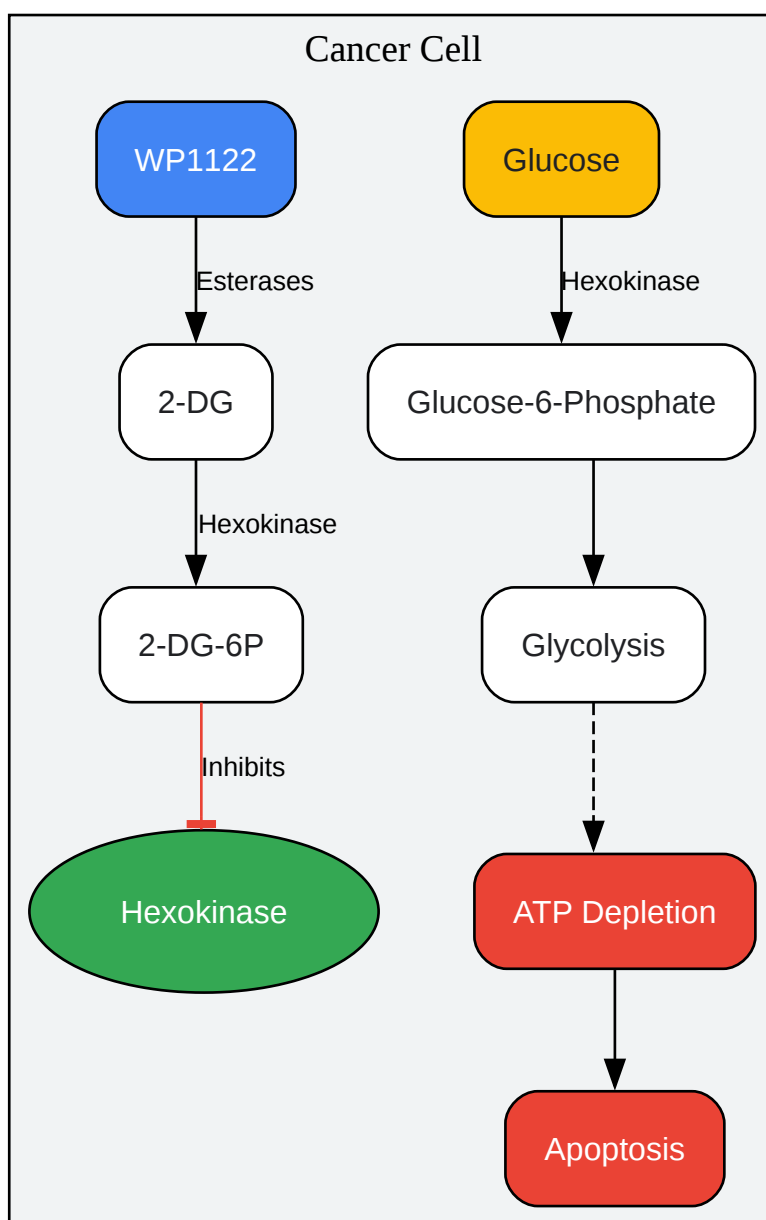 Cancer Cell
WP1122
Glucose
Esterases
Hexokinase
2-DG
Glucose-6-Phosphate
Hexokinase
2-DG-6P
Glycolysis
Inhibits
Hexokinase
ATP Depletion
Apoptosis